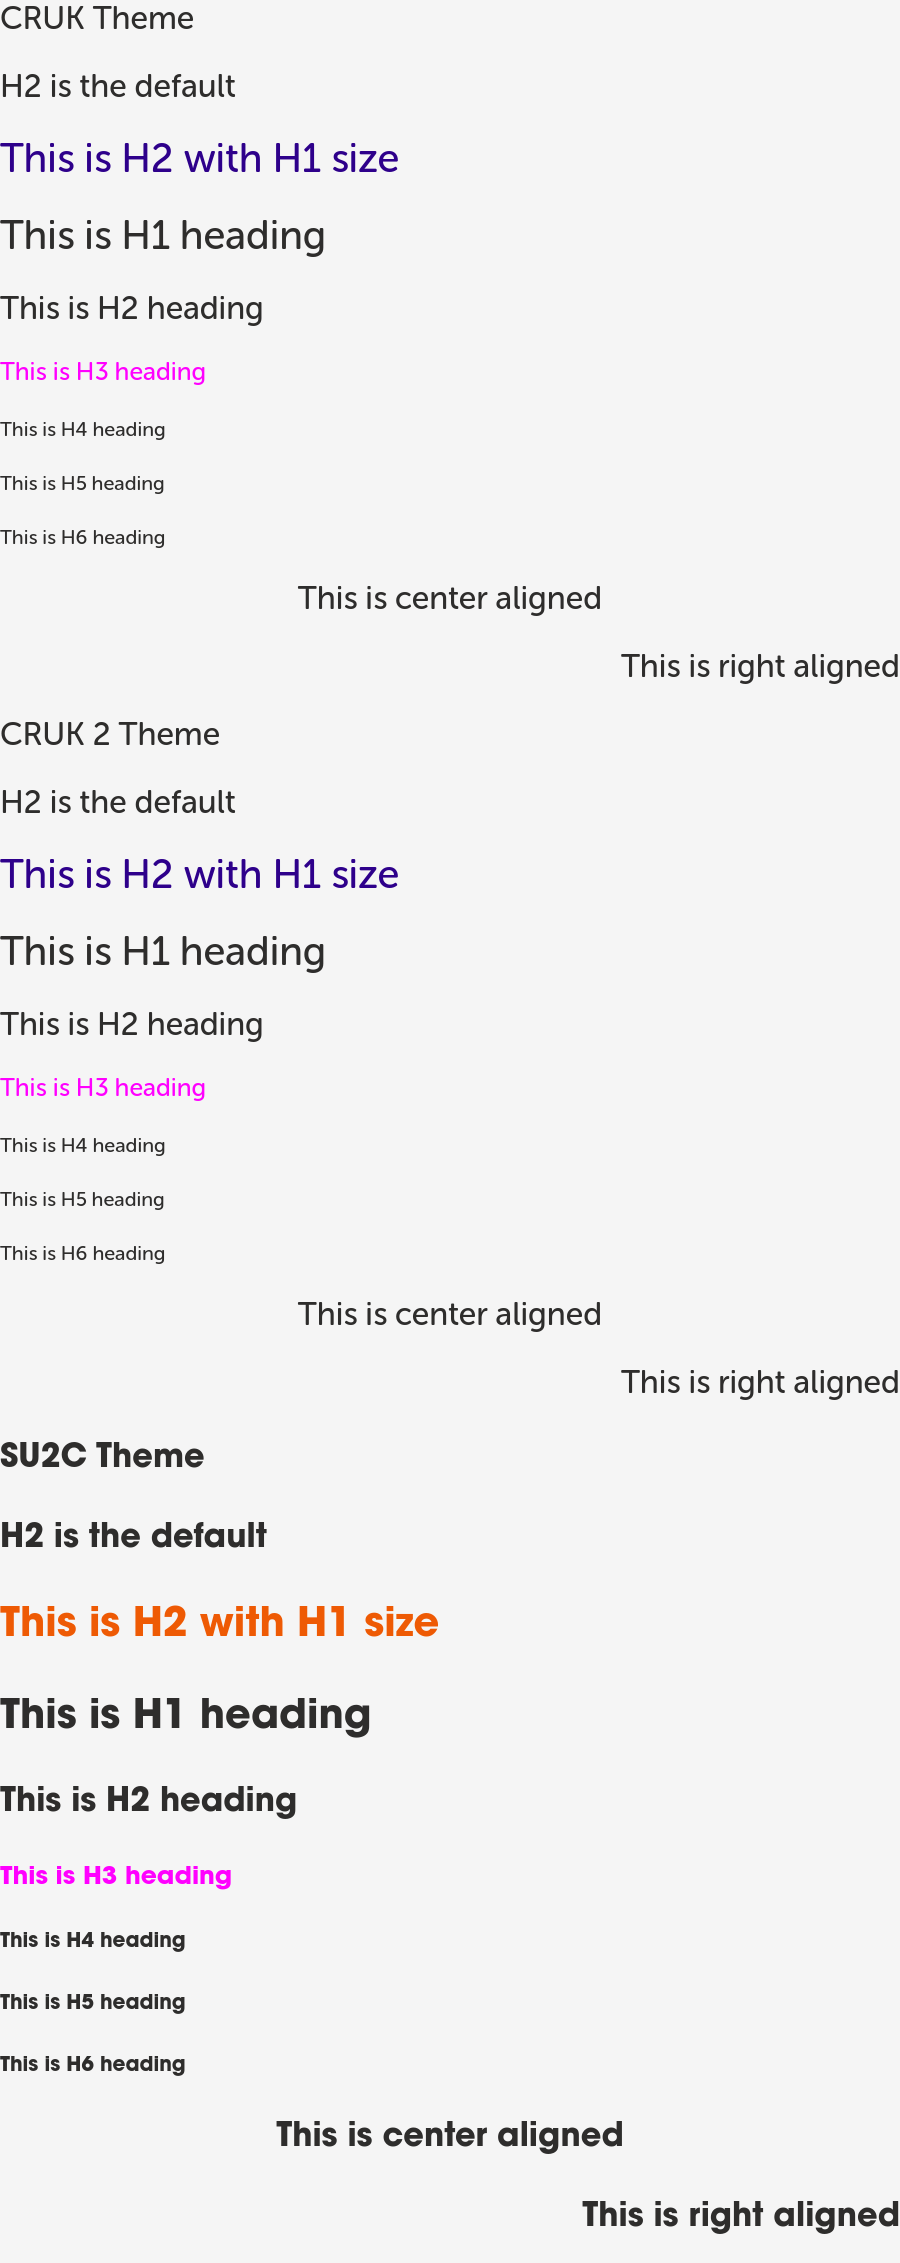 CRUK Theme
H2 is the default
This is H2 with H1 size
This is H1 heading
This is H2 heading
This is H3 heading
This is H4 heading
This is H5 heading
This is H6 heading
This is center aligned
This is right aligned
CRUK 2 Theme
H2 is the default
This is H2 with H1 size
This is H1 heading
This is H2 heading
This is H3 heading
This is H4 heading
This is H5 heading
This is H6 heading
This is center aligned
This is right aligned
SU2C Theme
H2 is the default
This is H2 with H1 size
This is H1 heading
This is H2 heading
This is H3 heading
This is H4 heading
This is H5 heading
This is H6 heading
This is center aligned
This is right aligned